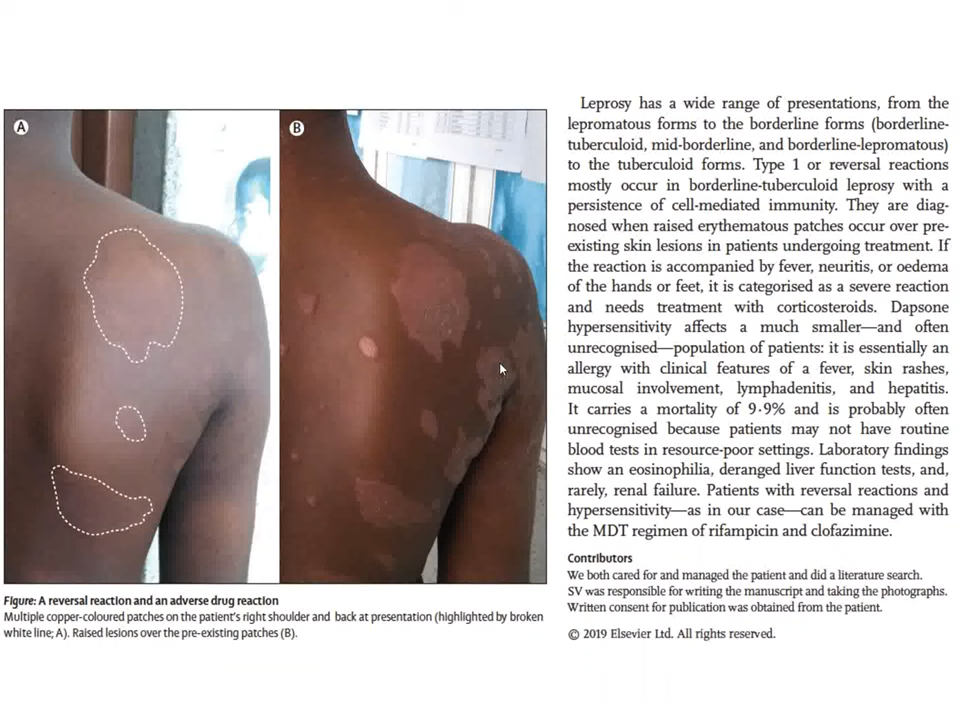 A
B
Figure: A reversal reaction and an adverse drug reaction
Multiple copper-coloured patches on the patient's right shoulder and back at presentation (highlighted by broken
white line; A). Raised lesions over the pre-existing patches (B).
Leprosy has a wide range of presentations, from the
lepromatous forms to the borderline forms (borderline-
tuberculoid, mid-borderline, and borderline-lepromatous)
to the tuberculoid forms. Type 1 or reversal reactions
mostly occur in borderline-tuberculoid leprosy with a
persistence of cell-mediated immunity. They are diag-
nosed when raised erythematous patches occur over pre-
existing skin lesions in patients undergoing treatment. If
the reaction is accompanied by fever, neuritis, or oedema
of the hands or feet, it is categorised as a severe reaction
and needs treatment with corticosteroids. Dapsone
hypersensitivity affects a much smaller—and often
unrecognised—population of patients: it is essentially an
allergy with clinical features of a fever, skin rashes,
mucosal involvement, lymphadenitis, and hepatitis.
It carries a mortality of 9·9% and is probably often
unrecognised because patients may not have routine
blood tests in resource-poor settings. Laboratory findings
show an eosinophilia, deranged liver function tests, and,
rarely, renal failure. Patients with reversal reactions and
hypersensitivity—as in our case—can be managed with
the MDT regimen of rifampicin and clofazimine.
Contributors
We both cared for and managed the patient and did a literature search.
SV was responsible for writing the manuscript and taking the photographs.
Written consent for publication was obtained from the patient.
© 2019 Elsevier Ltd. All rights reserved.